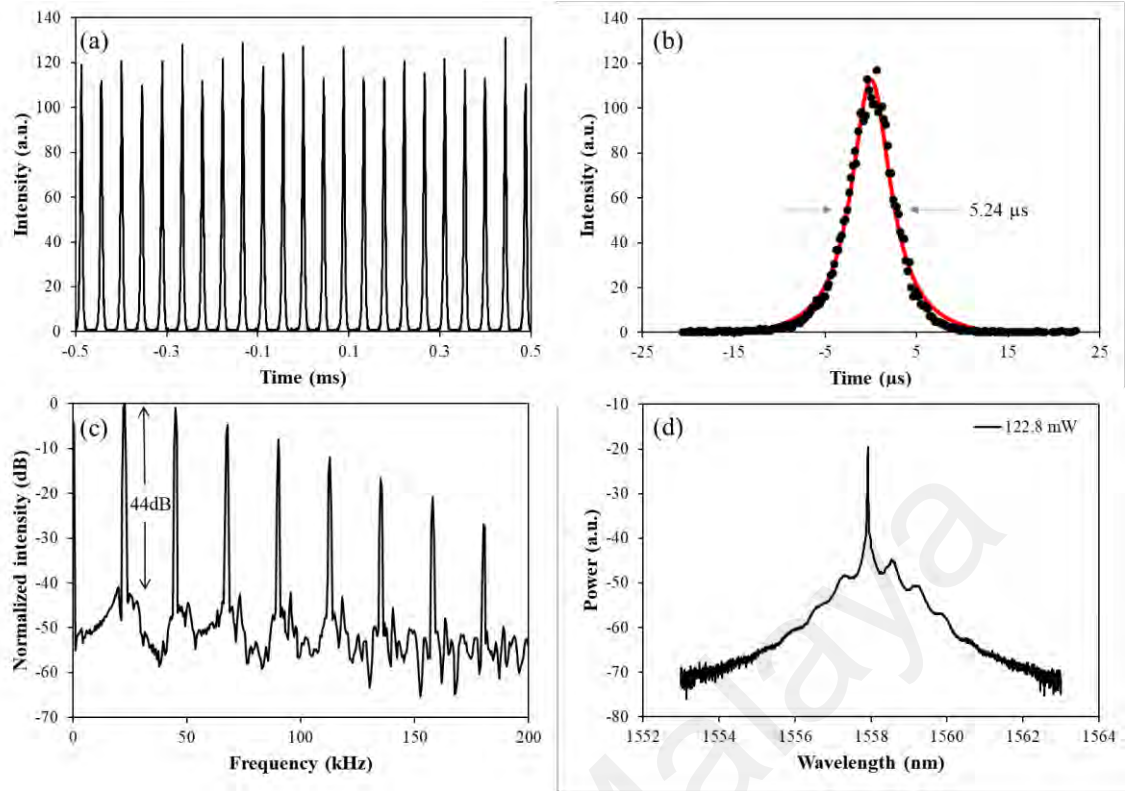 (a)
140
120
100
80
60
40
20
0
Intensity (a.u.)
-0.5 -0.3 -0.1 0.1 0.3 0.5
Time (ms)
(b)
140
120
100
80
60
40
20
0
Intensity (a.u.)
5.24 µs
-25 -15 -5 5 15 25
Time (µs)
(c)
0
-10
-20
-30
-40
-50
-60
-70
Normalized intensity (dB)
44dB
0 50 100 150 200
Frequency (kHz)
(d)
-10
-20
-30
-40
-50
-60
-70
-80
Power (a.u.)
122.8 mW
1552 1554 1556 1558 1560 1562 1564
Wavelength (nm)
Malaya